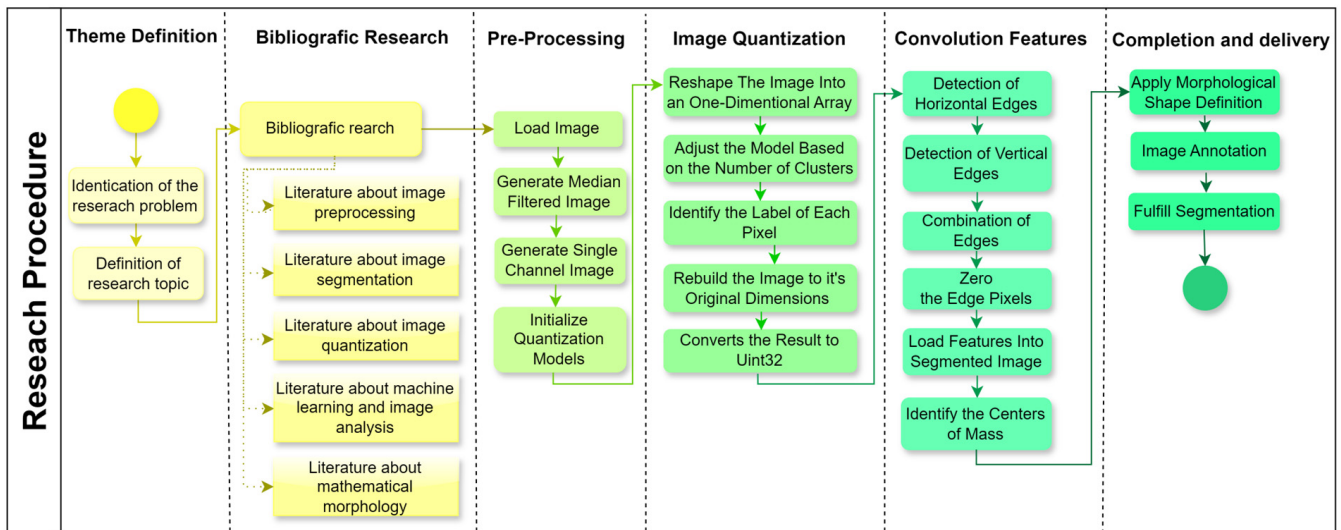 Reseach Procedure
Theme Definition
Identication of the
reserach problem
Definition of
research topic
Bibliografic Research
Bibliografic rearch
Literature about image
preprocessing
Literature about image
segmentation
Literature about image
quantization
Literature about machine
learning and image
analysis
Literature about
mathematical
morphology
Pre-Processing
Load Image
Generate Median
Filtered Image
Generate Single
Channel Image
Initialize
Quantization
Models
Image Quantization
Reshape The Image Into
an One-Dimentional Array
Adjust the Model Based
on the Number of Clusters
Identify the Label of Each
Pixel
Rebuild the Image to it's
Original Dimensions
Converts the Result to
Uint32
Convolution Features
Detection of
Horizontal Edges
Detection of Vertical
Edges
Combination of
Edges
Zero
the Edge Pixels
Load Features Into
Segmented Image
Identify the Centers
of Mass
Completion and delivery
Apply Morphological
Shape Definition
Image Annotation
Fulfill Segmentation